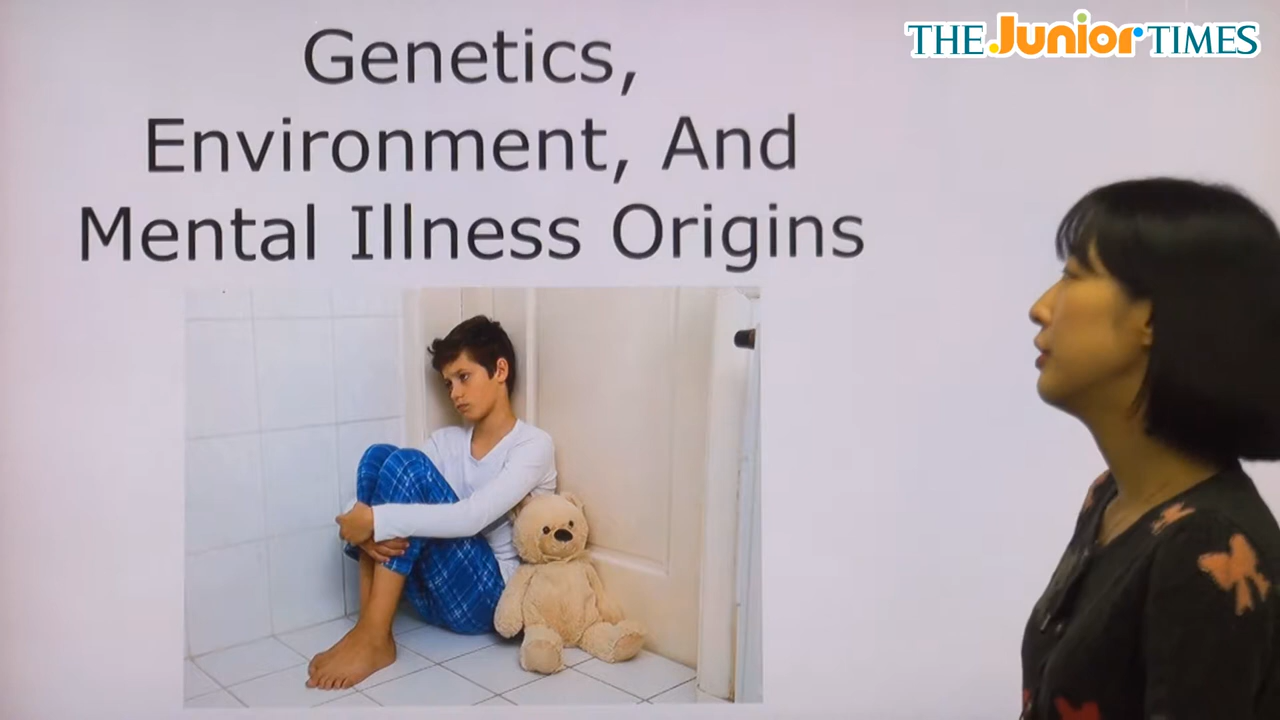 THE Junior TIMES
Genetics,
Environment, And
Mental Illness Origins